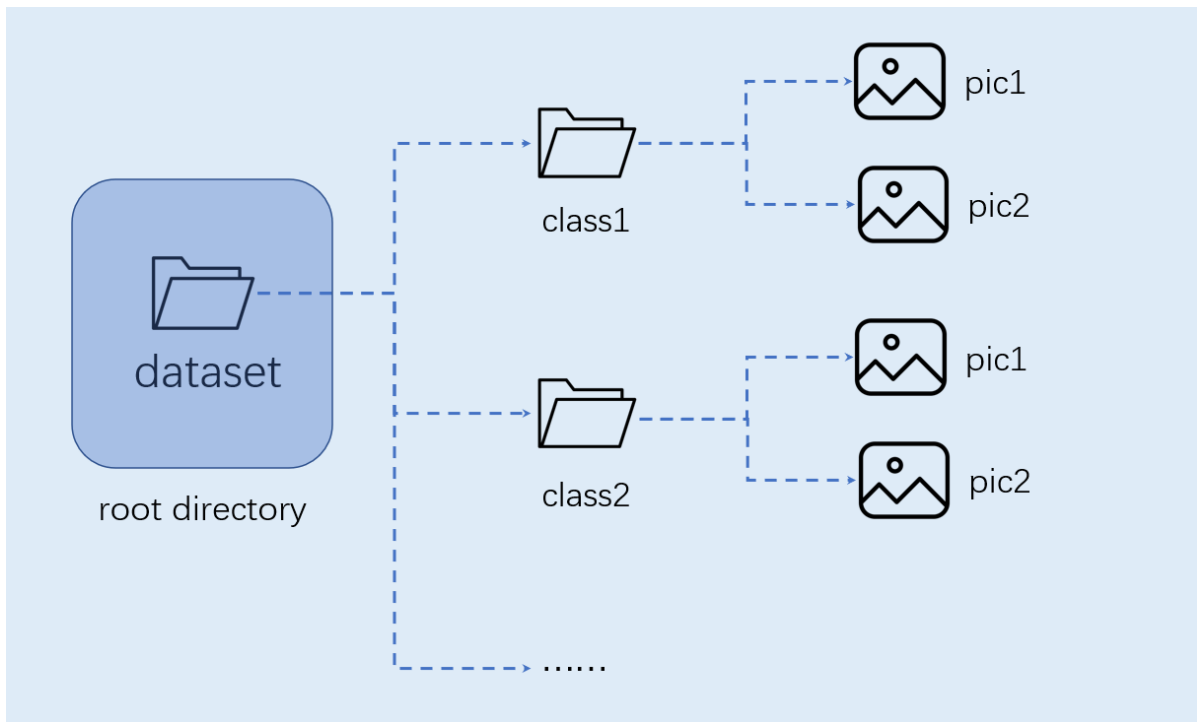 dataset
root directory
class1
pic1
pic2
class2
pic1
pic2
......